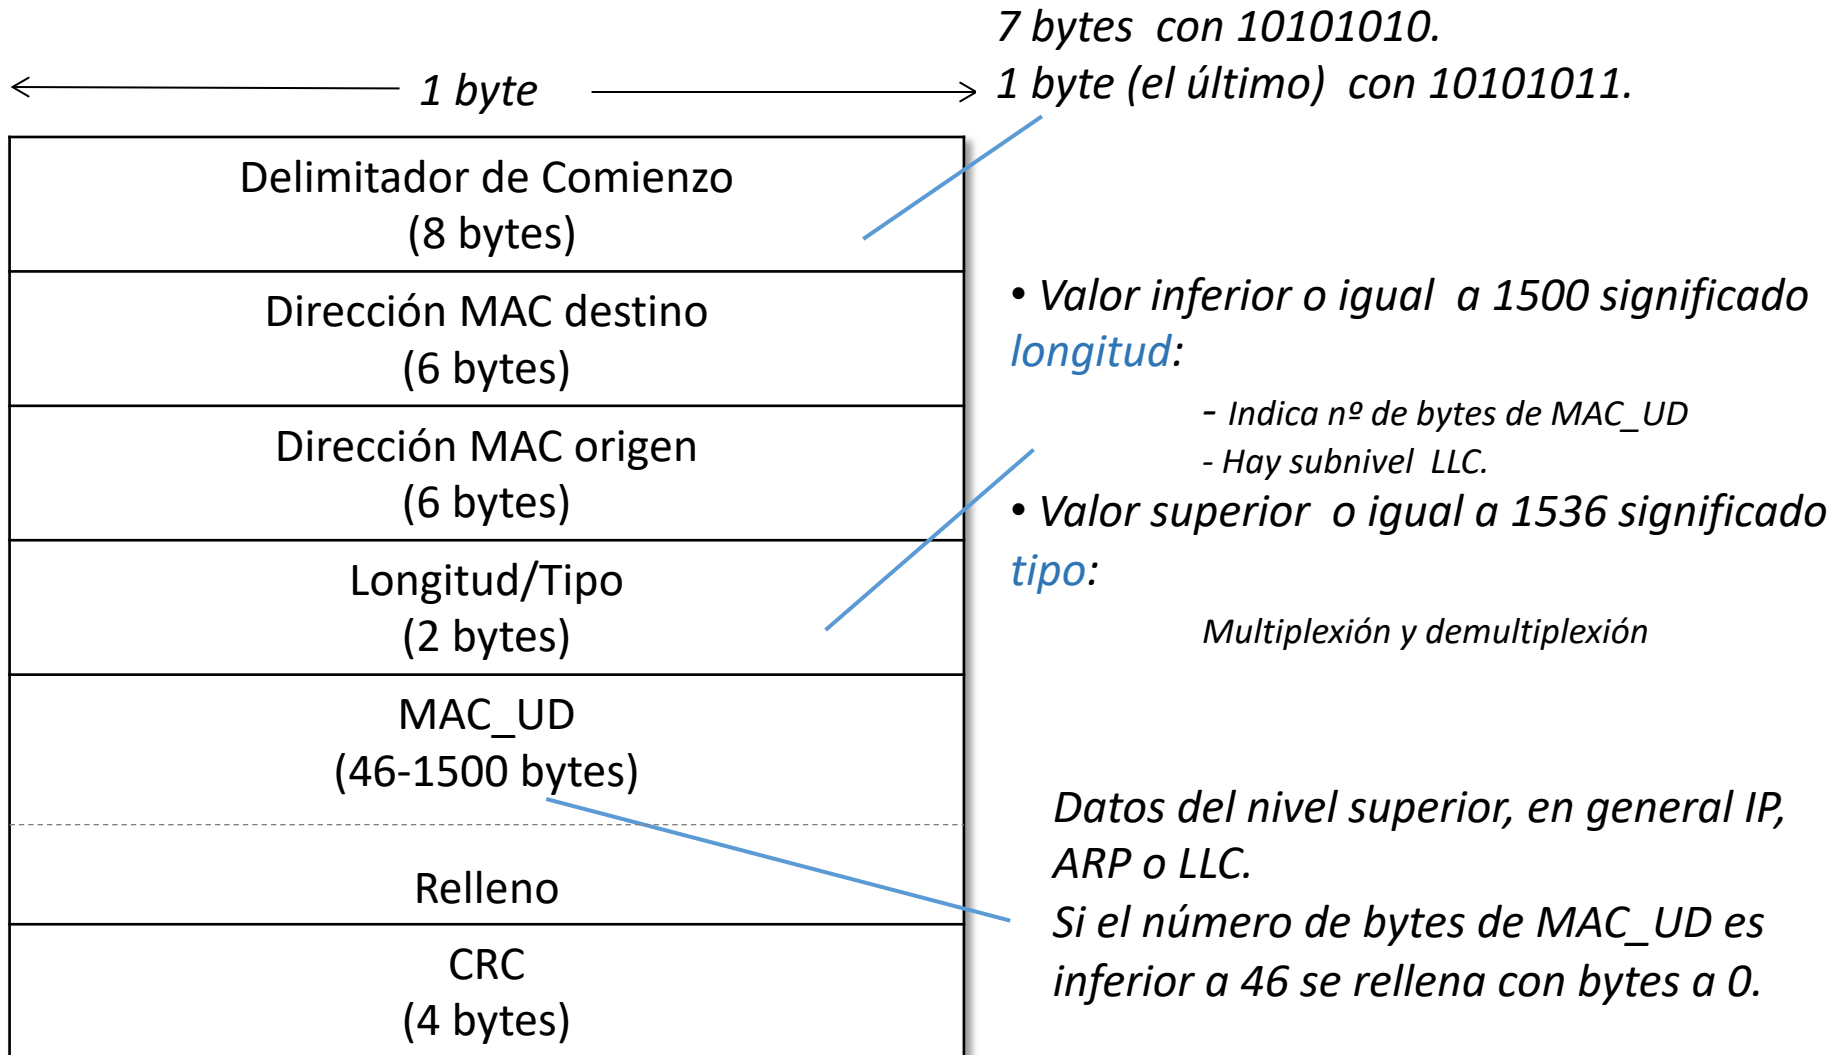 7 bytes con 10101010.
1 byte (el último) con 10101011.
1 byte
Delimitador de Comienzo
(8 bytes)
Dirección MAC destino
(6 bytes)
Dirección MAC origen
(6 bytes)
Longitud/Tipo
(2 bytes)
MAC_UD
(46-1500 bytes)
Relleno
CRC
(4 bytes)
• Valor inferior o igual a 1500 significado
longitud:
- Indica nº de bytes de MAC_UD
- Hay subnivel LLC.
• Valor superior o igual a 1536 significado
tipo:
Multiplexión y demultiplexión
Datos del nivel superior, en general IP,
ARP o LLC.
Si el número de bytes de MAC_UD es
inferior a 46 se rellena con bytes a 0.